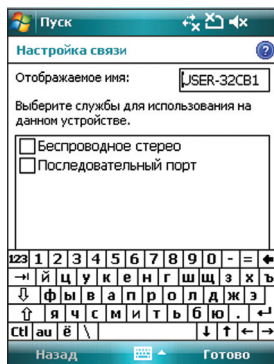 Пуск
Настройка связи ?
Отображаемое имя: USER-32CB1
Выберите службы для использования на
данном устройстве.
Беспроводное стерео
Последовательный порт
123 1 2 3 4 5 6 7 8 9 0 - =
й ц у к е н г ш щ з х ъ
ф ы в а п р о л д ж э
я ч с м и т ь б ю .
Ctl au ё \
Назад Готово